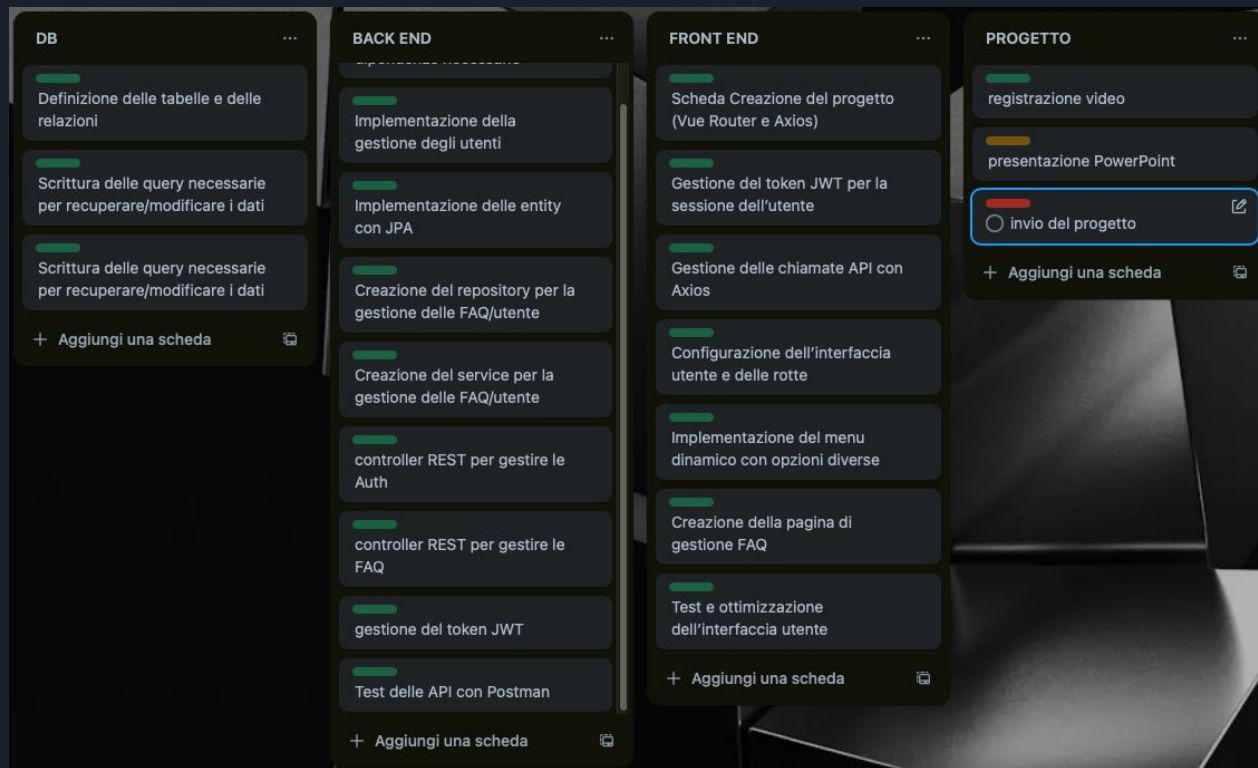 DB
Definizione delle tabelle e delle
relazioni
Scrittura delle query necessarie
per recuperare/modificare i dati
Scrittura delle query necessarie
per recuperare/modificare i dati
+ Aggiungi una scheda
BACK END
Implementazione della
gestione degli utenti
Implementazione delle entity
con JPA
Creazione del repository per la
gestione delle FAQ/utente
Creazione del service per la
gestione delle FAQ/utente
controller REST per gestire le
Auth
controller REST per gestire le
FAQ
gestione del token JWT
Test delle API con Postman
+ Aggiungi una scheda
FRONT END
Scheda Creazione del progetto
(Vue Router e Axios)
Gestione del token JWT per la
sessione dell’utente
Gestione delle chiamate API con
Axios
Configurazione dell’interfaccia
utente e delle rotte
Implementazione del menu
dinamico con opzioni diverse
Creazione della pagina di
gestione FAQ
Test e ottimizzazione
dell’interfaccia utente
+ Aggiungi una scheda
PROGETTO
registrazione video
presentazione PowerPoint
invio del progetto
+ Aggiungi una scheda